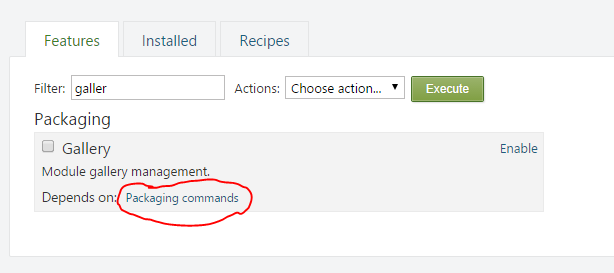 Features Installed Recipes
Filter: galler Actions: Choose action... Execute
Packaging
Gallery Enable
Module gallery management.
Depends on: Packaging commands